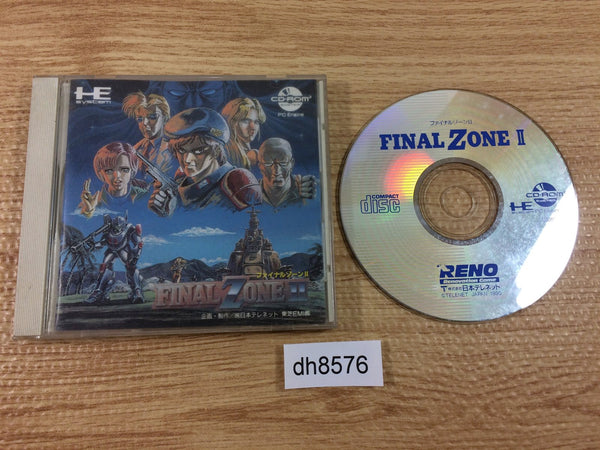 HE
system
CD-ROM²
PC Engine
ファイナルゾーンII
FINAL ZONE II
企画・制作／㈱日本テレネット 東芝EMI㈱
ファイナルゾーンII
FINAL ZONE II
COMPACT
disc
HE
CD-ROM²
RENO
Renovation Game
株式会社日本テレネット
©TELENET JAPAN 1990
dh8576